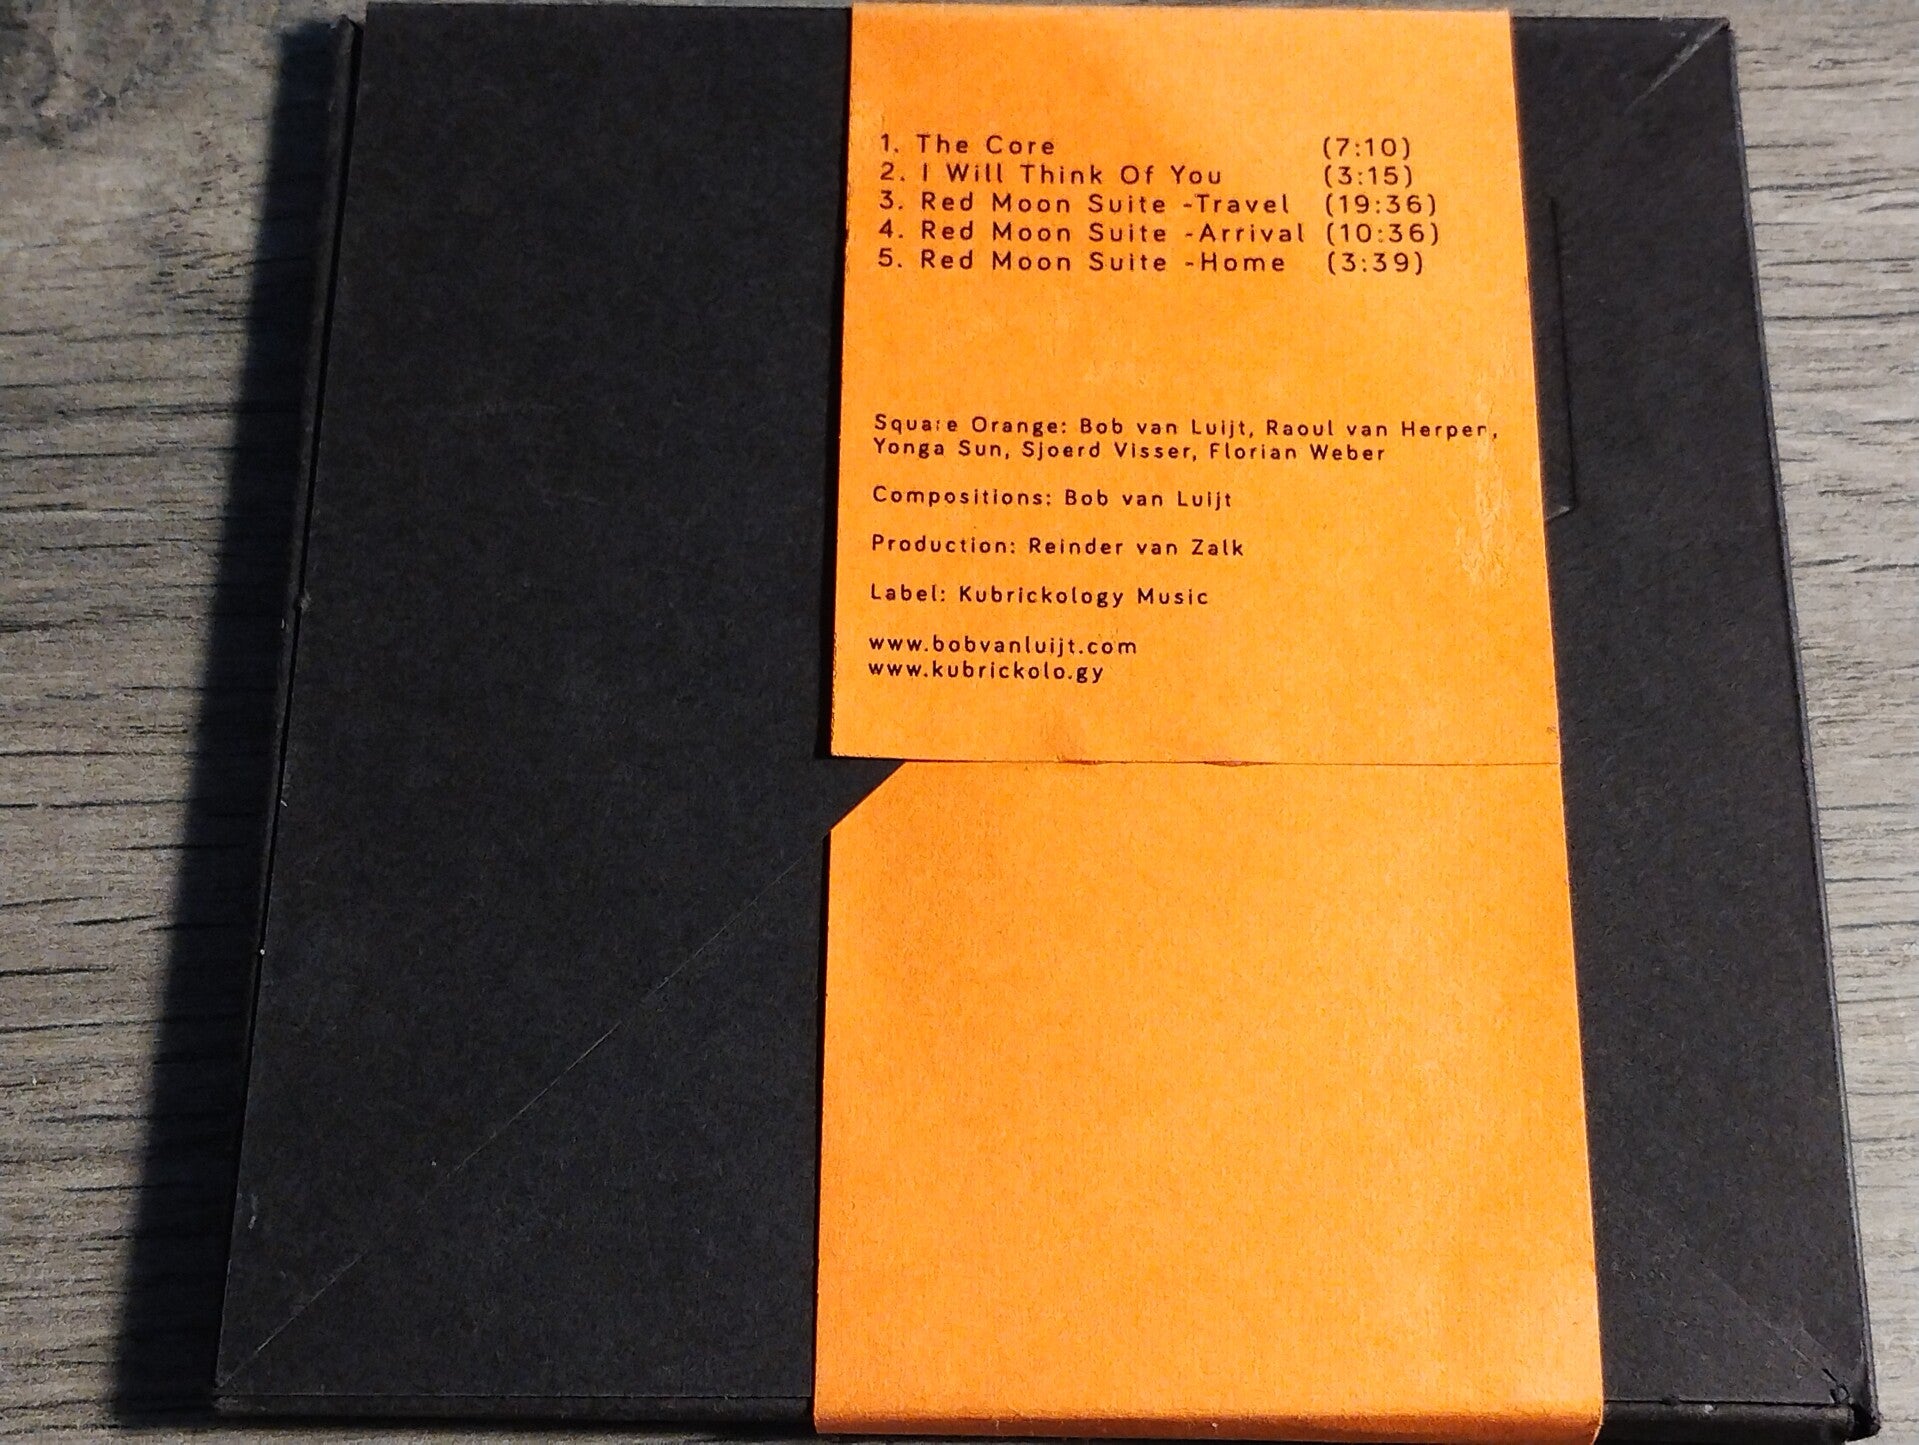 1. The Core (7:10)
2. I Will Think Of You (3:15)
3. Red Moon Suite -Travel (19:36)
4. Red Moon Suite -Arrival (10:36)
5. Red Moon Suite -Home (3:39)
Square Orange: Bob van Luijt, Raoul van Herpen,
Yonga Sun, Sjoerd Visser, Florian Weber
Compositions: Bob van Luijt
Production: Reinder van Zalk
Label: Kubrickology Music
www.bobvanluijt.com
www.kubrickolo.gy